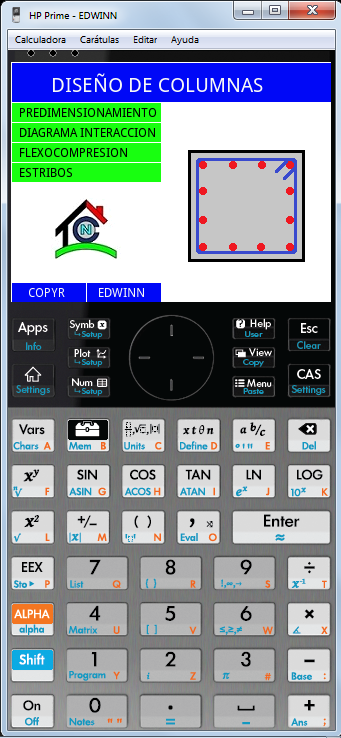 HP Prime - EDWINN
Calculadora Carátulas Editar Ayuda
DISEÑO DE COLUMNAS
PREDIMENSIONAMIENTO
DIAGRAMA INTERACCION
FLEXOCOMPRESION
ESTRIBOS
CN
COPYR EDWINN
Apps Symb Help Esc
Info Setup User Clear
Plot View
Setup Copy
Settings Num Menu CAS
Setup Paste Settings
Vars x t θ n a b/c
Chars A Mem B Units C Define D E Del
x^y SIN COS TAN LN LOG
F ASIN G ACOS H ATAN I e^x J 10^x K
x² +/- ( ) , Enter
√ L |x| M N Eval O ≈
EEX 7 8 9 ÷
Sto ▸ P List Q { } R !,∞,→ S x⁻¹ T
ALPHA 4 5 6 ×
alpha Matrix U [ ] V ≤,≥,≠ W ∡ X
Shift 1 2 3 −
Program Y i Z π # Base :
On 0 . +
Off Notes " " = _ Ans ;